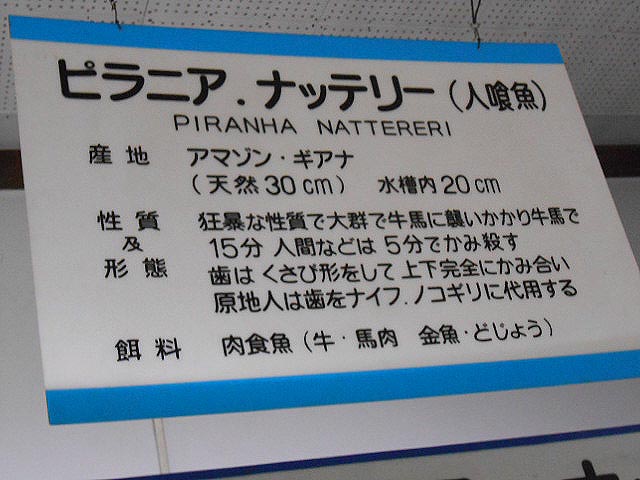 ピラニア.ナッテリー(人喰魚)
PIRANHA NATTERERI
産地 アマゾン・ギアナ
(天然30cm) 水槽内20cm
性質 狂暴な性質で大群で牛馬に襲いかかり牛馬で
及 15分 人間などは 5分でかみ殺す
形態 歯はくさび形をして上下完全にかみ合い
原地人は歯をナイフ.ノコギリに代用する
餌料 肉食魚(牛・馬肉 金魚・どじょう)